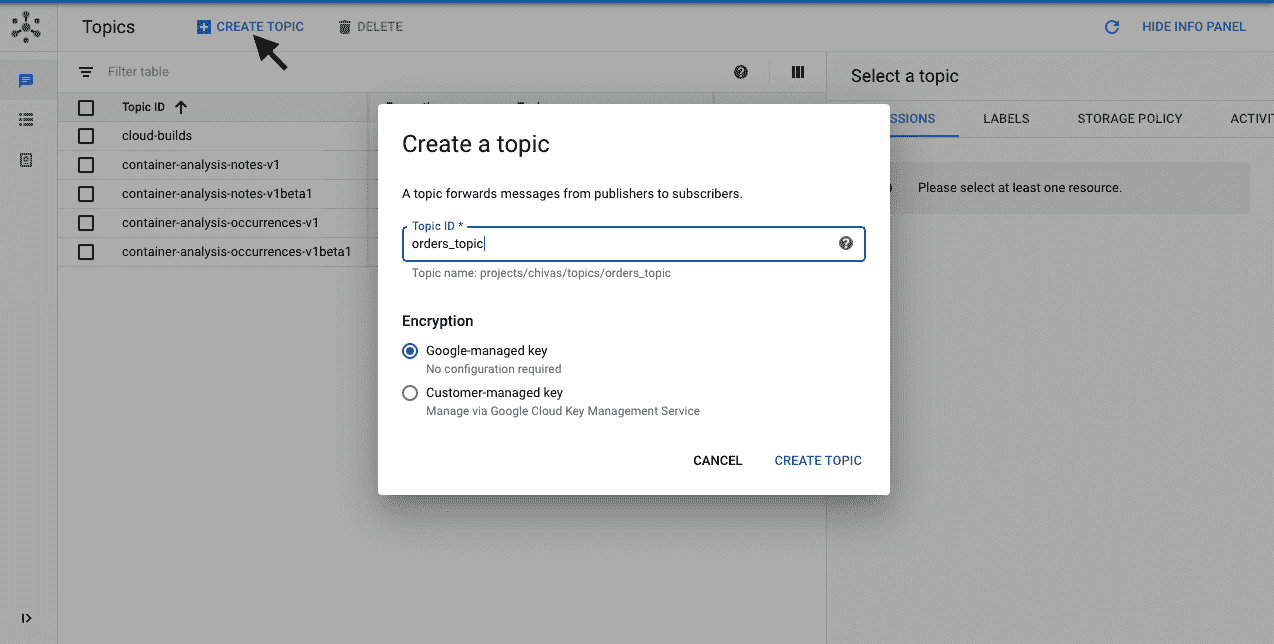 Topics
CREATE TOPIC
DELETE
HIDE INFO PANEL
Filter table
Select a topic
Topic ID
SSIONS
LABELS
STORAGE POLICY
ACTIVIT
cloud-builds
container-analysis-notes-v1
container-analysis-notes-v1beta1
container-analysis-occurrences-v1
container-analysis-occurrences-v1beta1
Please select at least one resource.
Create a topic
A topic forwards messages from publishers to subscribers.
Topic ID *
orders_topic
Topic name: projects/chivas/topics/orders_topic
Encryption
Google-managed key
No configuration required
Customer-managed key
Manage via Google Cloud Key Management Service
CANCEL
CREATE TOPIC